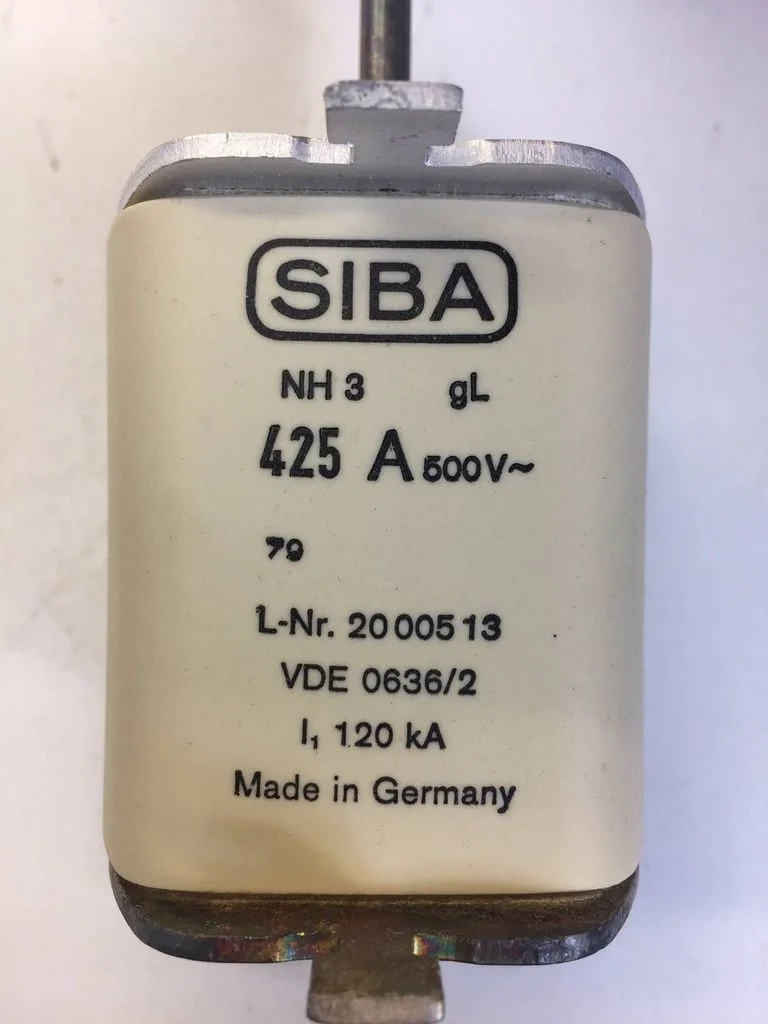 SIBA
NH 3 gL
425 A 500V~
79
L-Nr. 20 005 13
VDE 0636/2
I₁ 120 kA
Made in Germany